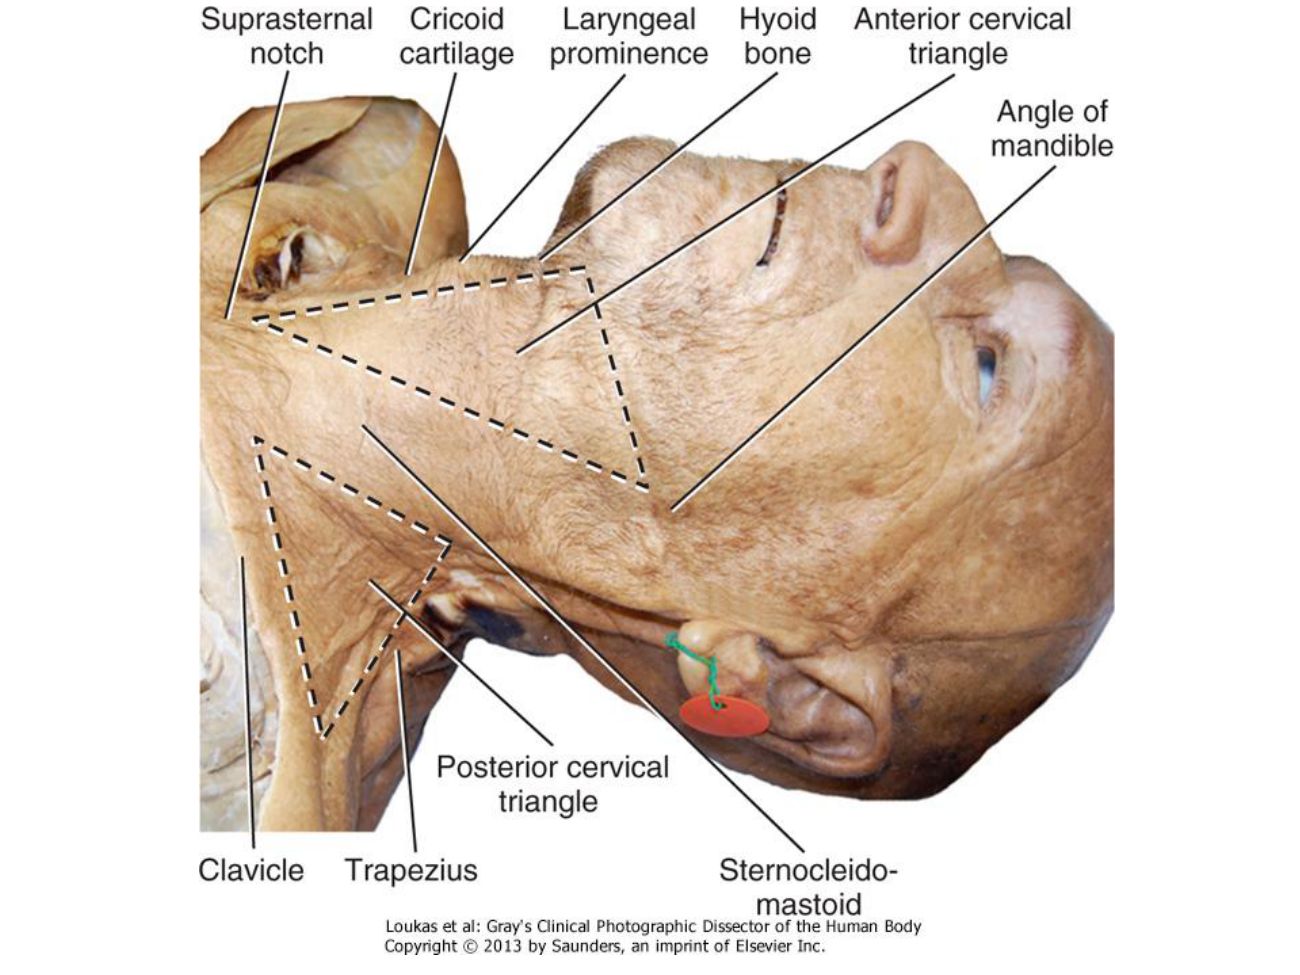 Suprasternal
notch
Cricoid
cartilage
Laryngeal
prominence
Hyoid
bone
Anterior cervical
triangle
Angle of
mandible
Posterior cervical
triangle
Clavicle
Trapezius
Sternocleido-
mastoid
Loukas et al: Gray's Clinical Photographic Dissector of the Human Body
Copyright © 2013 by Saunders, an imprint of Elsevier Inc.